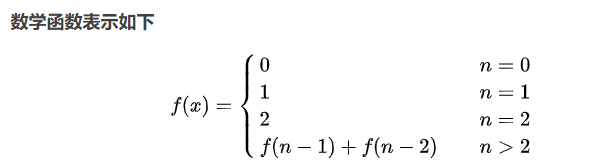 数学函数表示如下
0 n = 0
1 n = 1
f(x) =
2 n = 2
f(n − 1) + f(n − 2) n > 2